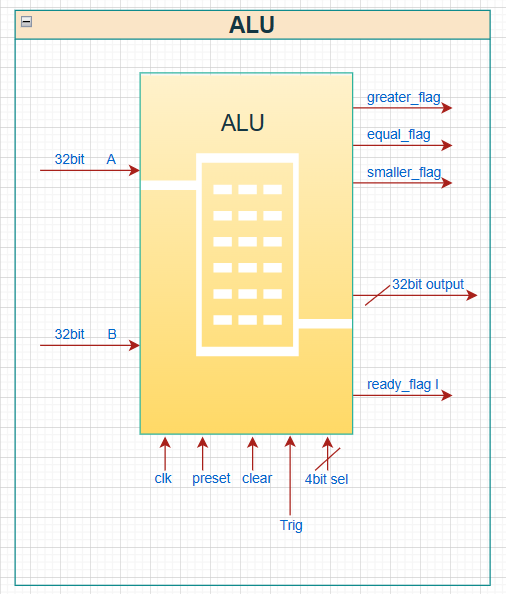 ALU
ALU
greater_flag
equal_flag
32bit A
smaller_flag
32bit output
32bit B
ready_flag I
clk preset clear 4bit sel
Trig